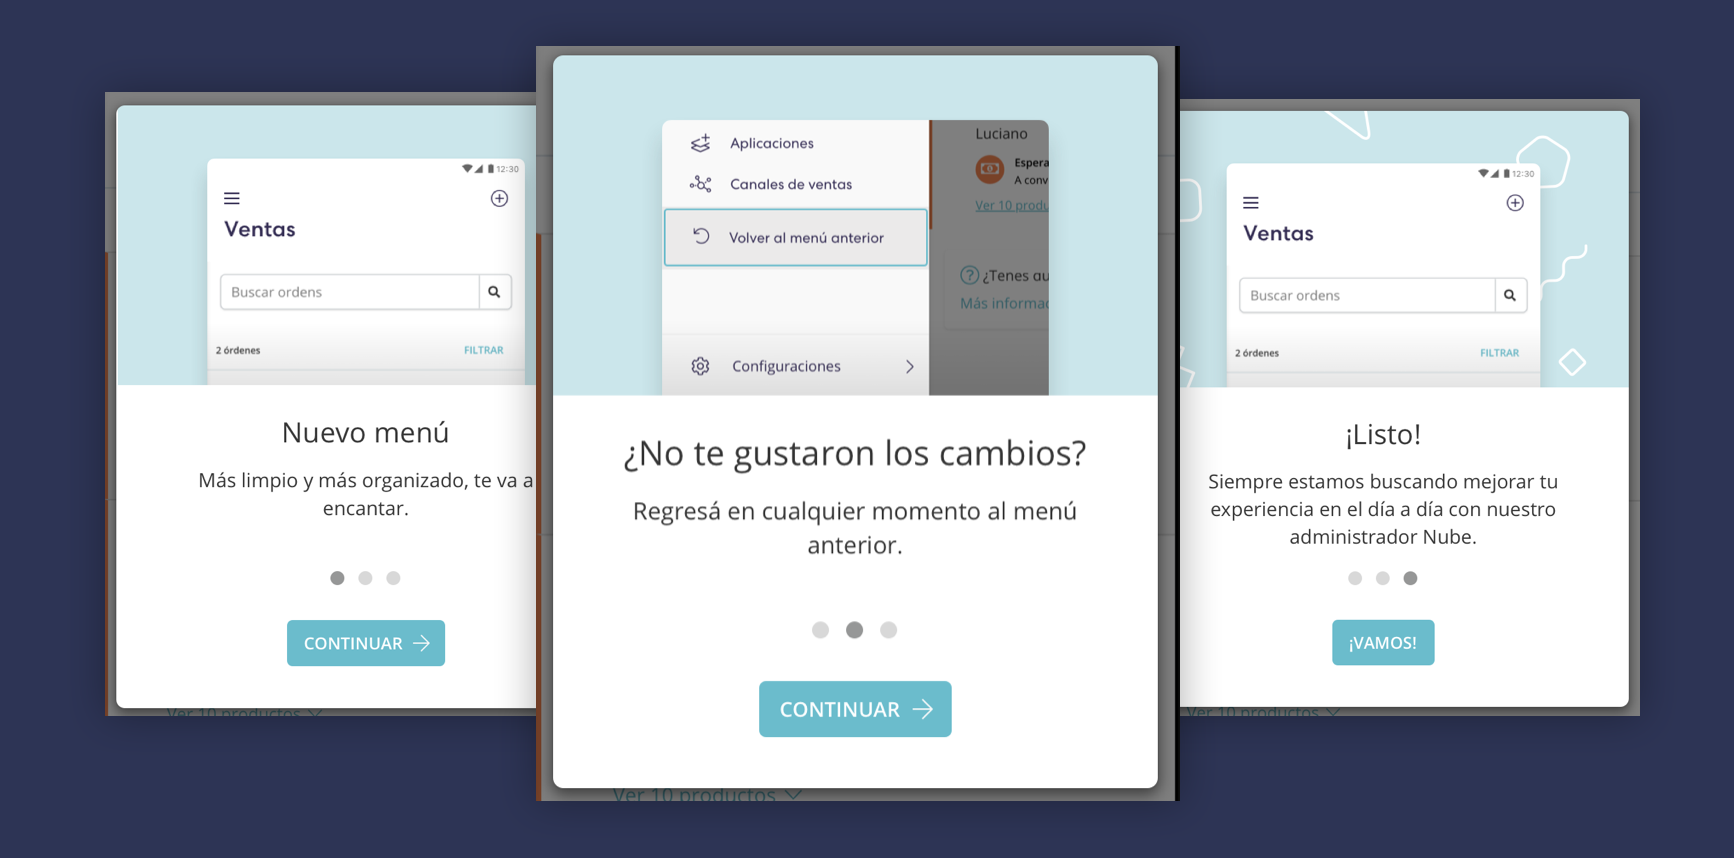 12:30
Ventas
Buscar ordens
2 órdenes
FILTRAR
Nuevo menú
Más limpio y más organizado, te va a
encantar.
CONTINUAR
Ver 10 productos
Aplicaciones
Canales de ventas
Volver al menú anterior
Configuraciones
Luciano
Espera
A conv
Ver 10 produ
¿Tenes au
Más informac
¿No te gustaron los cambios?
Regresá en cualquier momento al menú
anterior.
CONTINUAR
Ver 10 productos
12:30
Ventas
Buscar ordens
2 órdenes
FILTRAR
¡Listo!
Siempre estamos buscando mejorar tu
experiencia en el día a día con nuestro
administrador Nube.
¡VAMOS!
Ver 10 productos